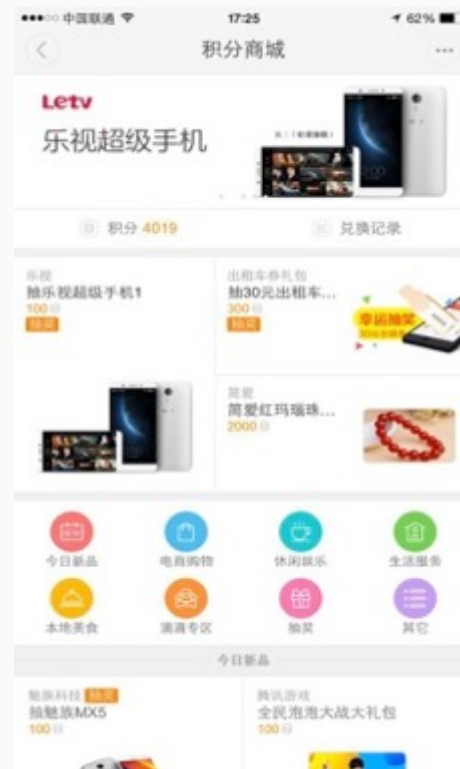 中国联通
17:25
62%
积分商城
Letv
乐视超级手机
积分 4019
兑换记录
乐视
抽乐视超级手机1
100
抽奖
出租车券礼包
抽30元出租车...
300
抽奖
幸运抽奖
简爱
简爱红玛瑙珠...
2000
今日新品
电商购物
休闲娱乐
生活服务
本地美食
滴滴专区
抽奖
其它
今日新品
魅族科技 抽奖
抽魅族MX5
100
腾讯游戏
全民泡泡大战大礼包
100